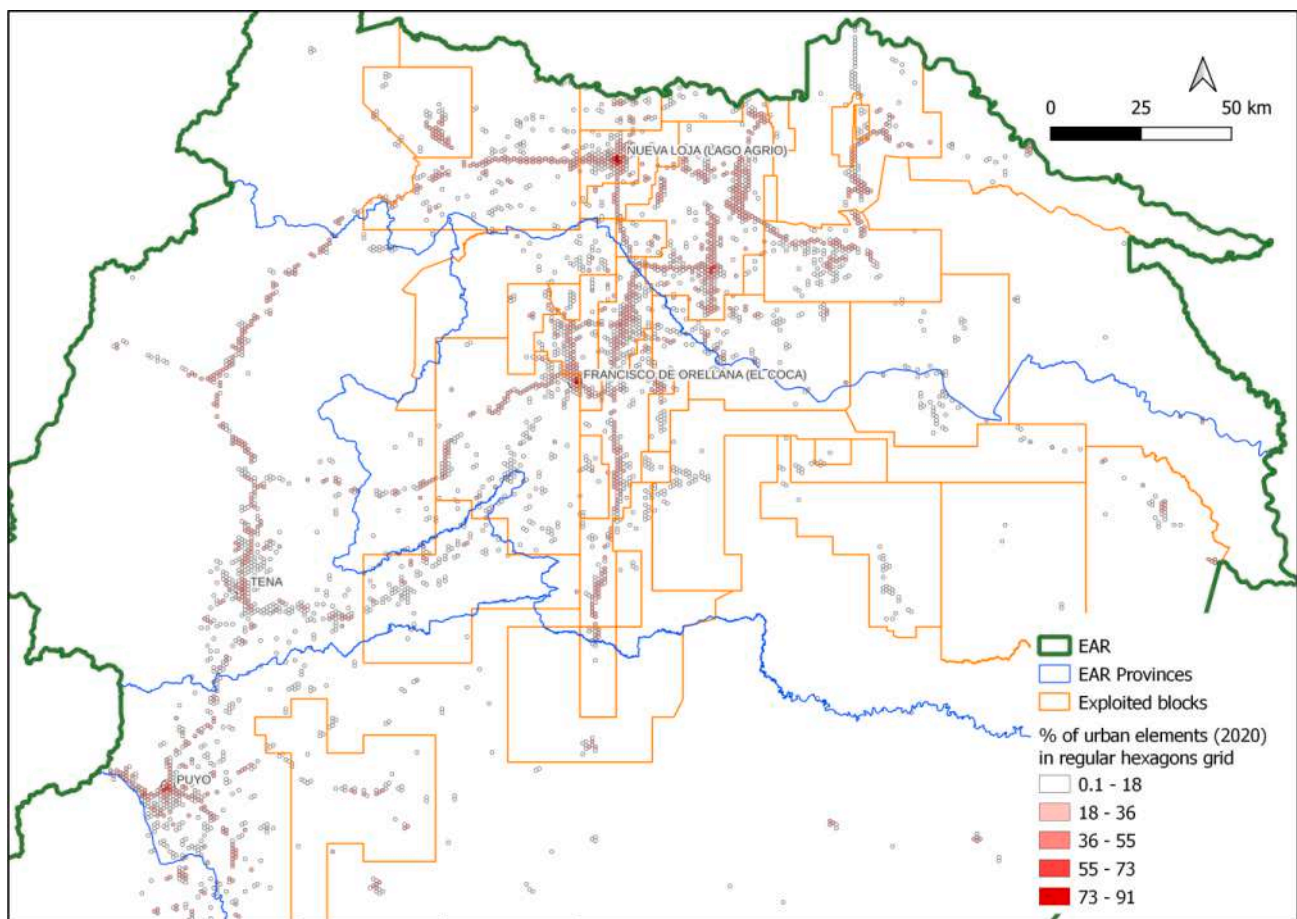 0 25 50 km
NUEVA LOJA (LAGO AGRIO)
FRANCISCO DE ORELLANA (EL COCA)
TENA
PUYO
EAR
EAR Provinces
Exploited blocks
% of urban elements (2020)
in regular hexagons grid
0.1 - 18
18 - 36
36 - 55
55 - 73
73 - 91